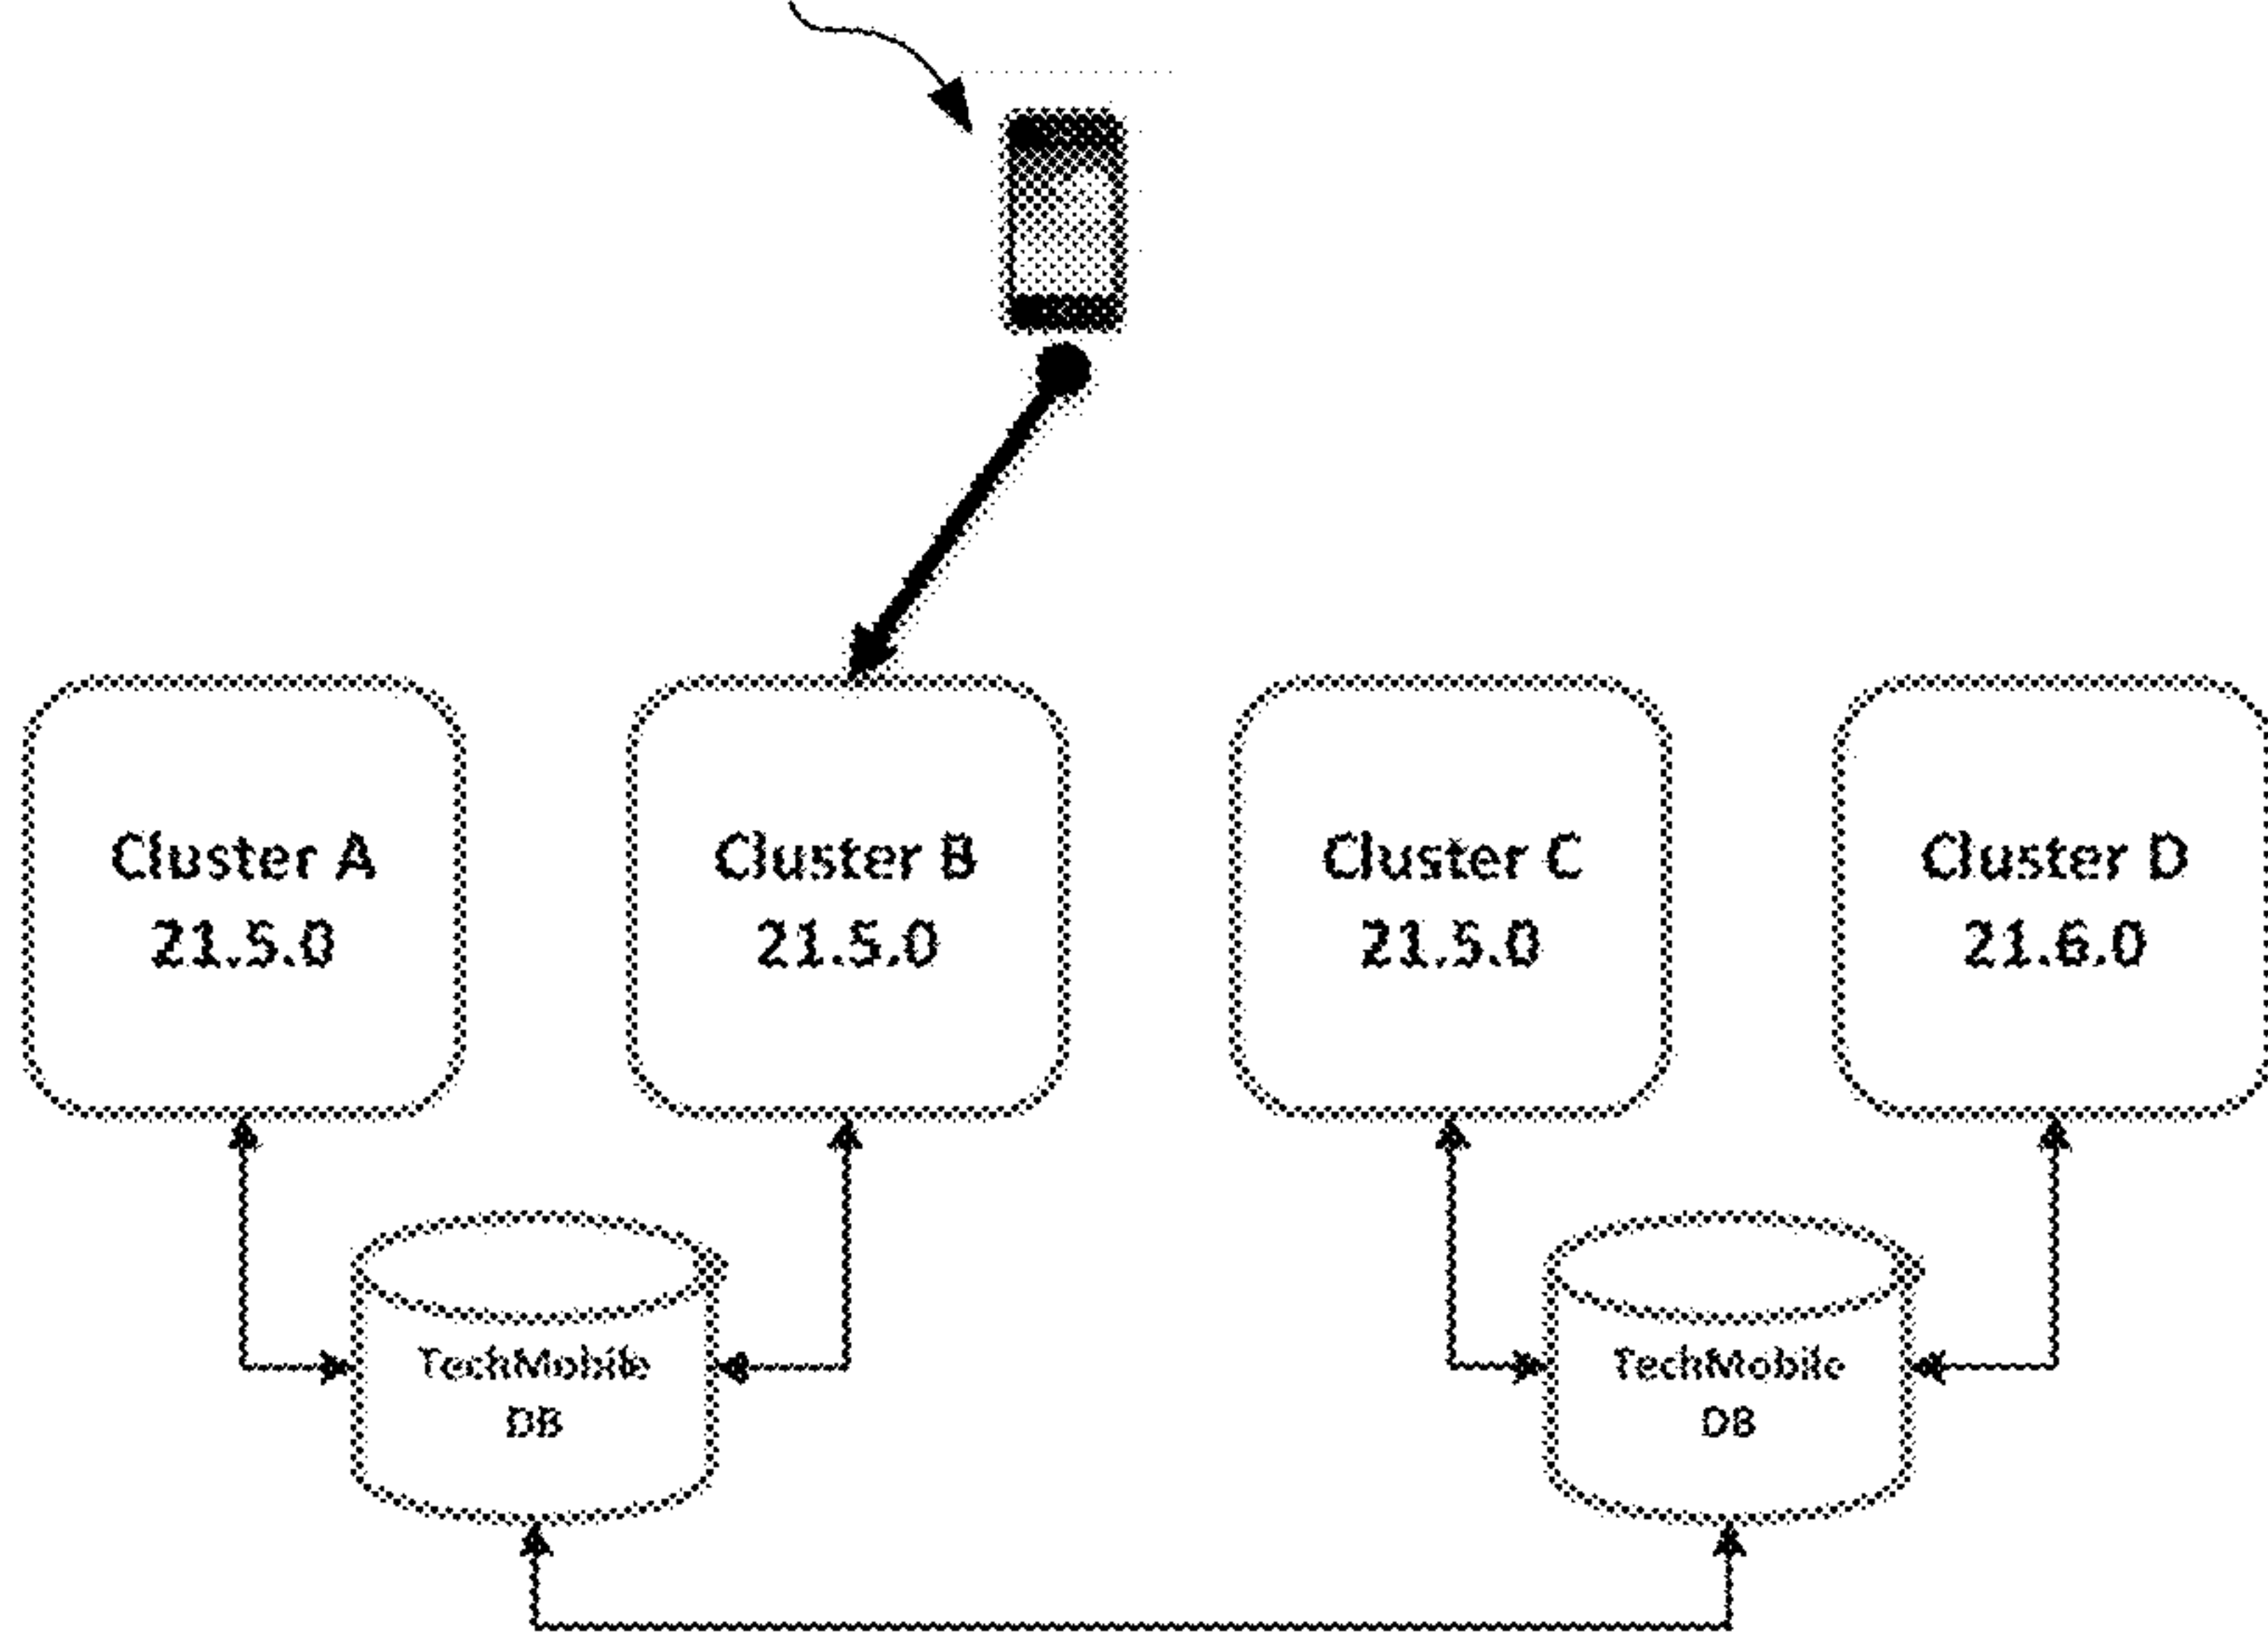 Cluster A
21.5.0
Cluster B
21.5.0
Cluster C
21.5.0
Cluster D
21.6.0
TechMobile
DB
TechMobile
DB